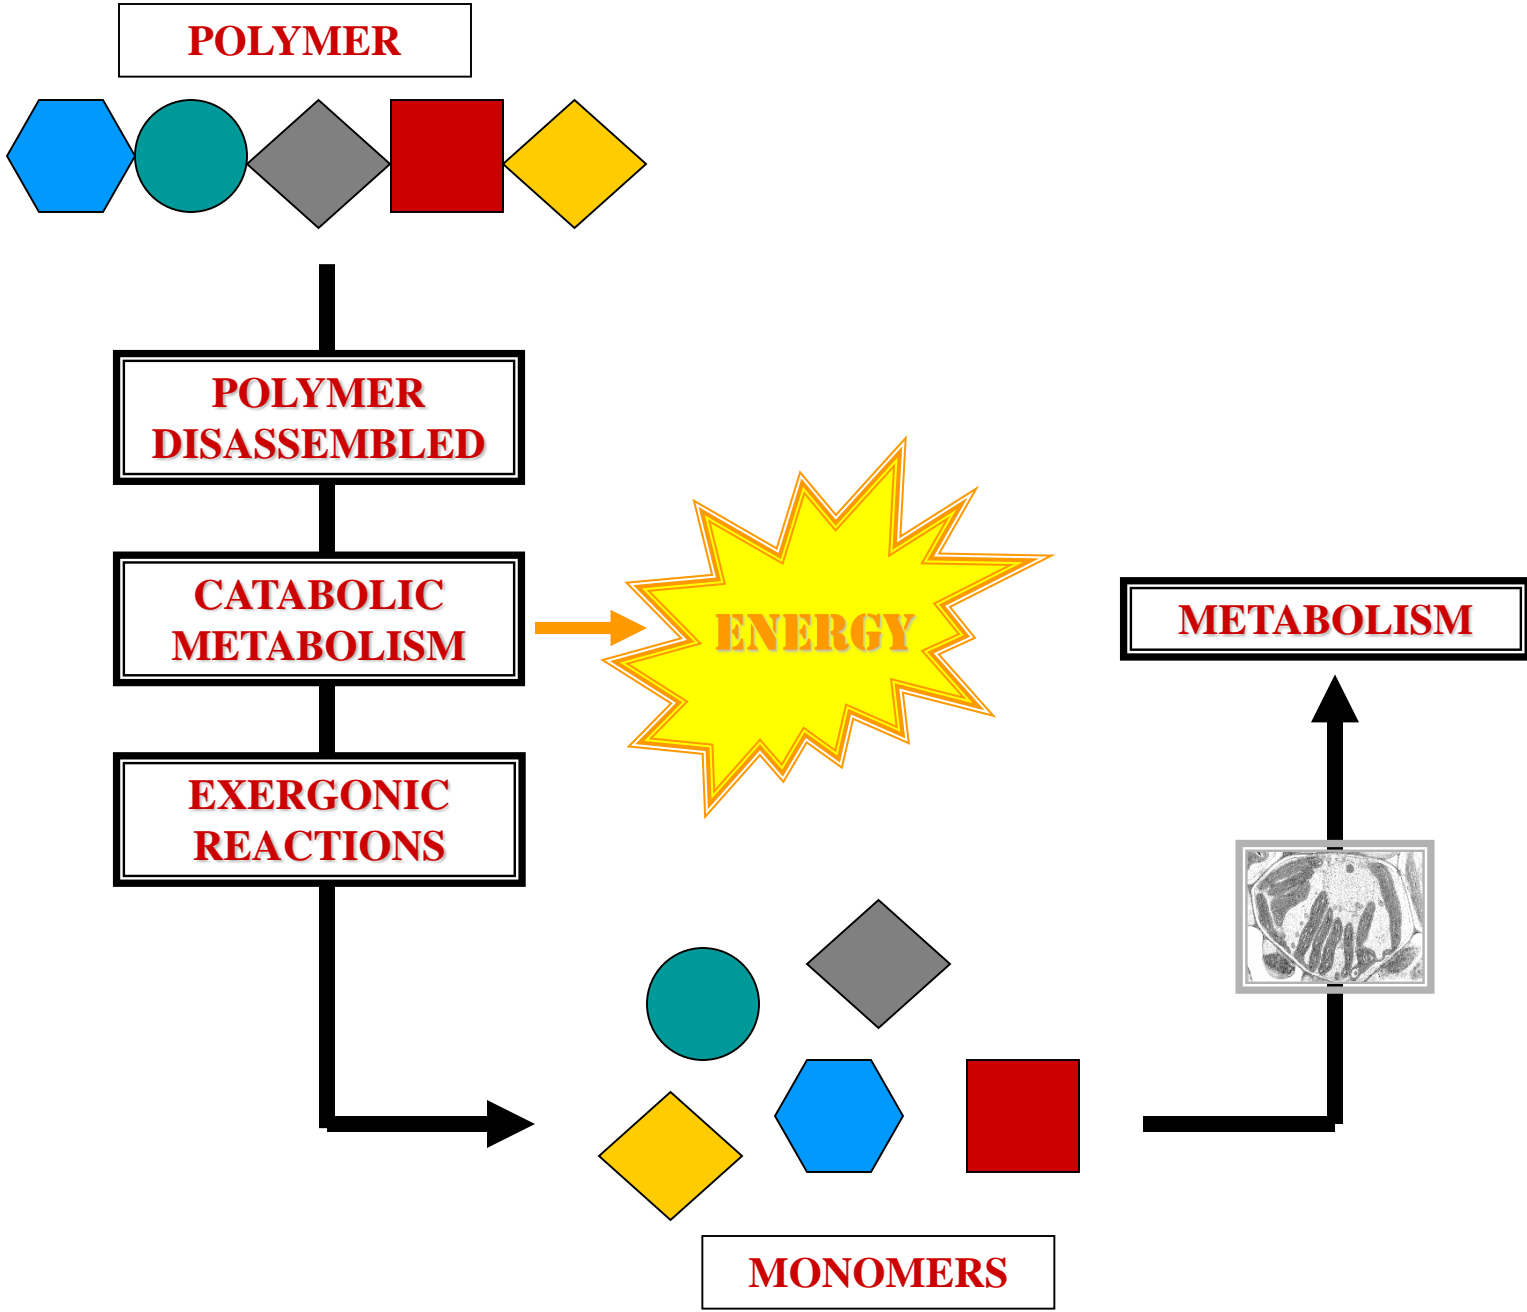 POLYMER
POLYMER
DISASSEMBLED
CATABOLIC
METABOLISM
ENERGY
METABOLISM
EXERGONIC
REACTIONS
MONOMERS